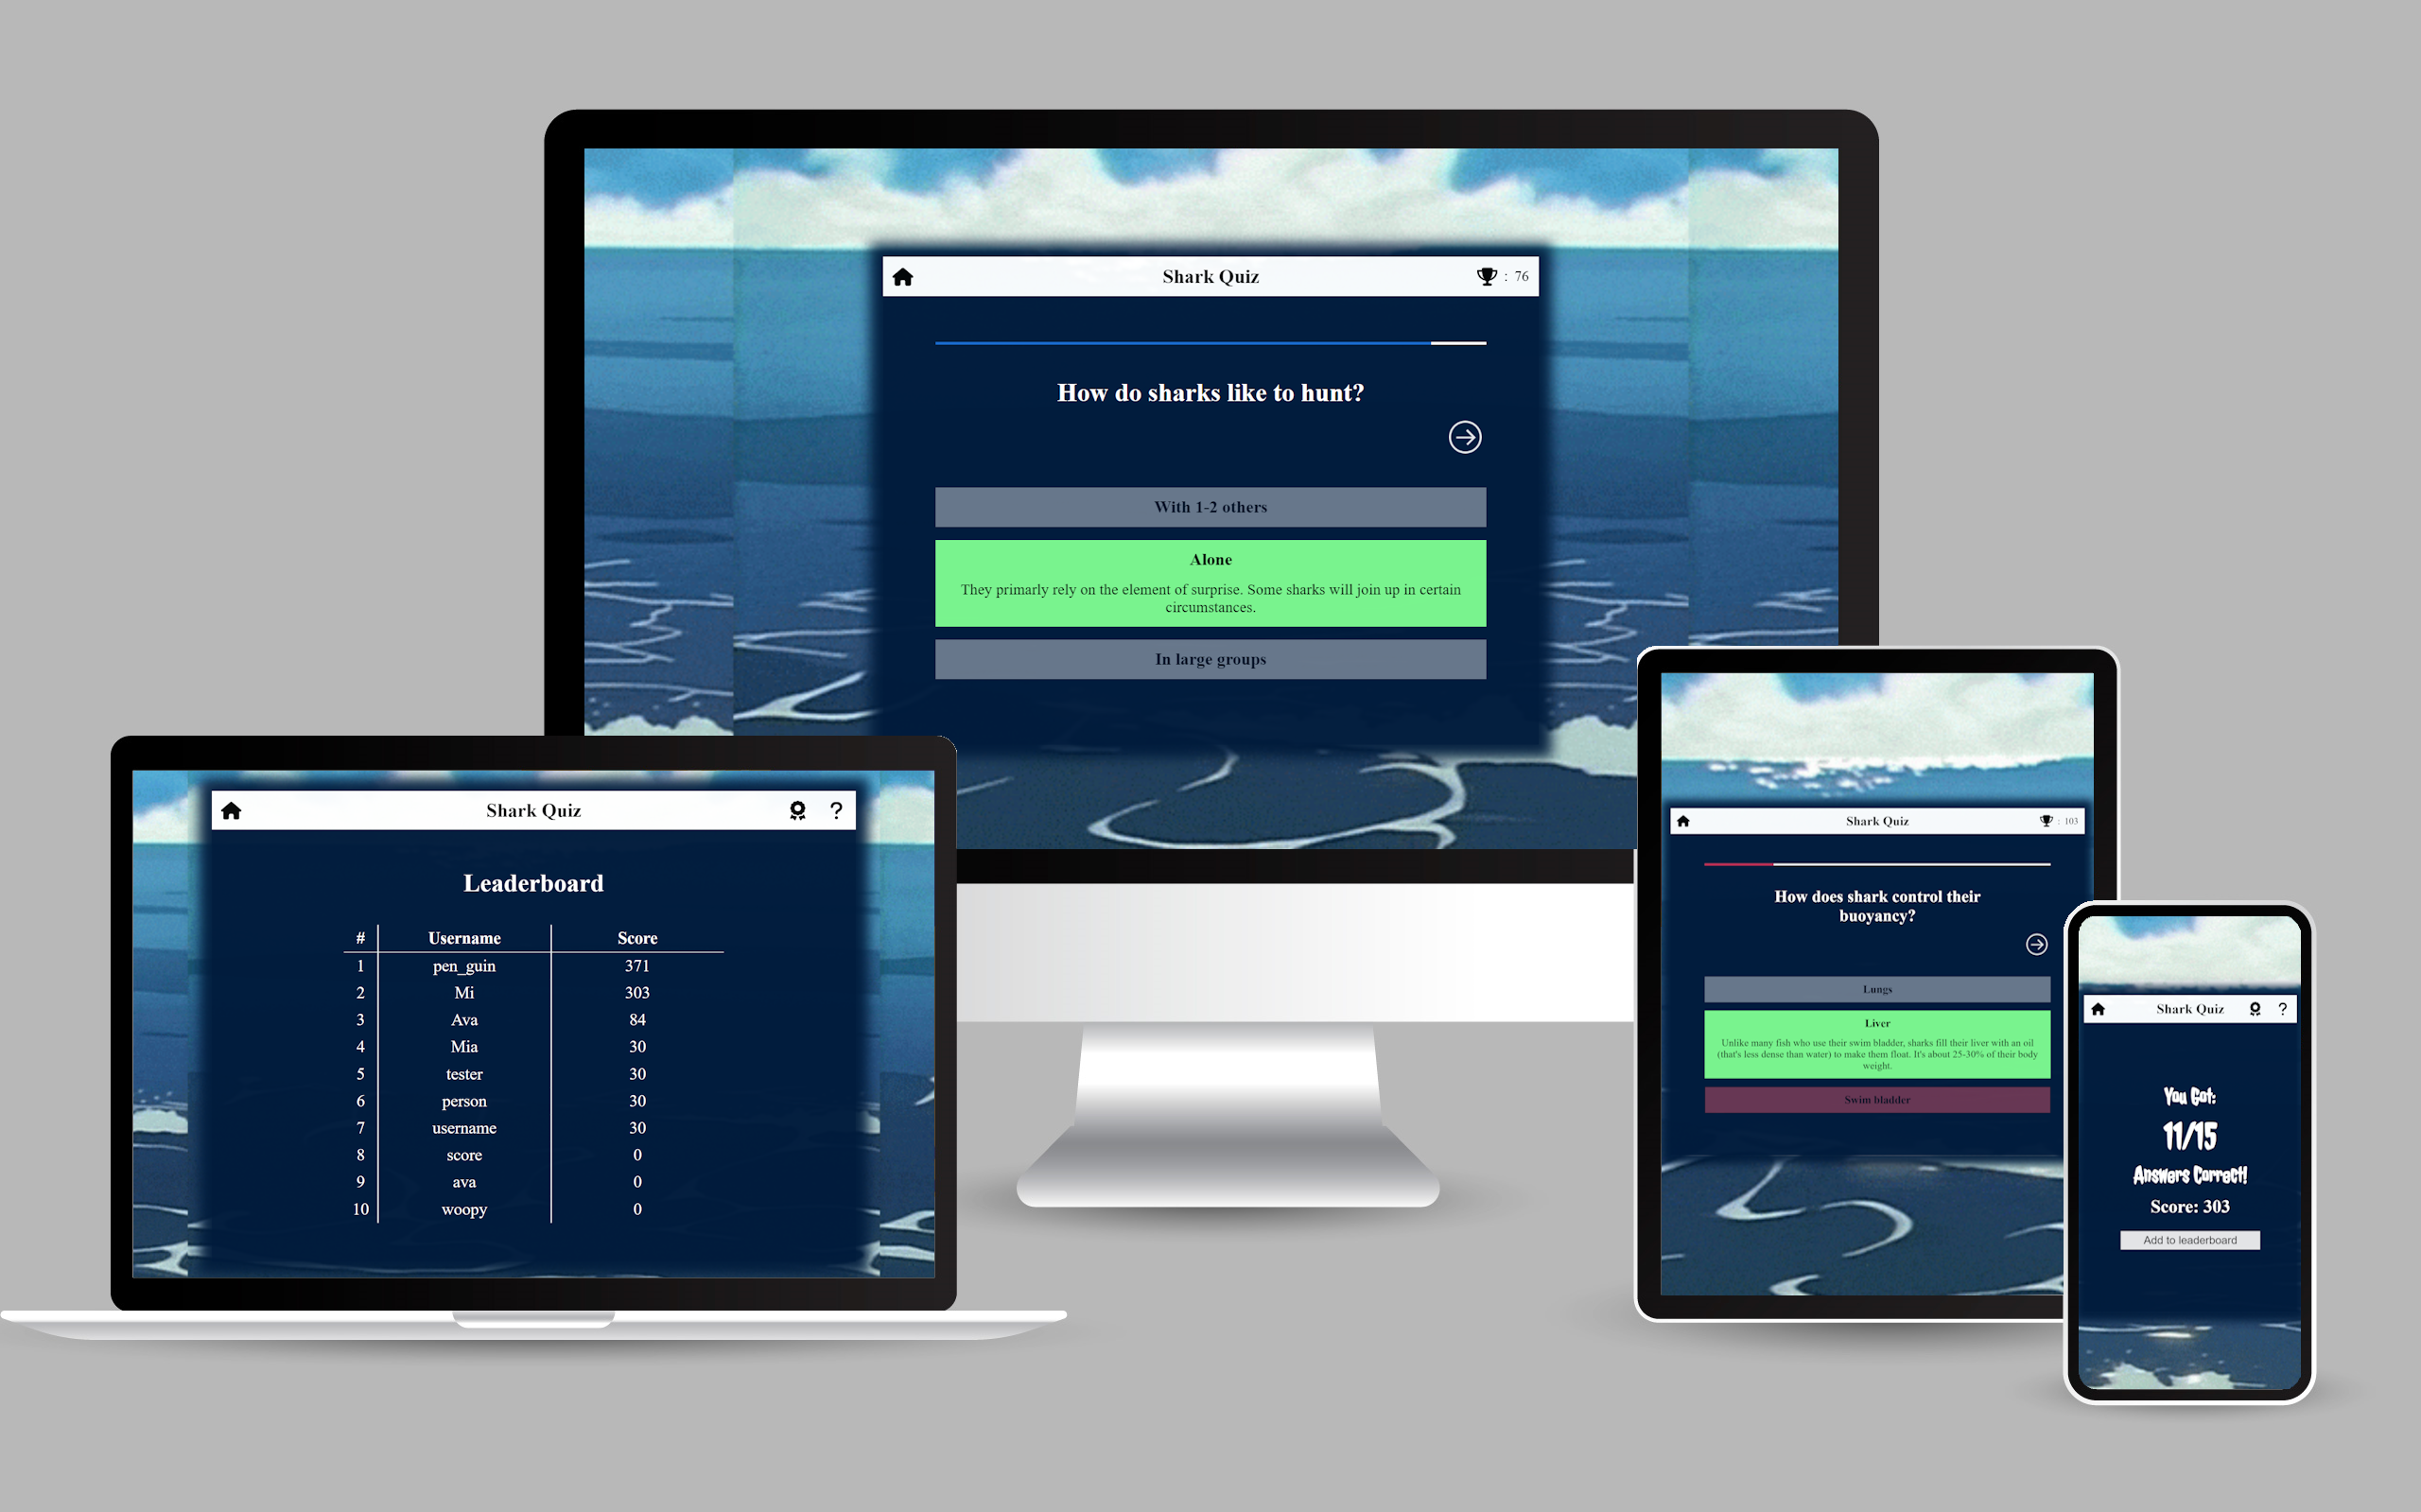 Shark Quiz
: 76
How do sharks like to hunt?
With 1-2 others
Alone
They primarly rely on the element of surprise. Some sharks will join up in certain
circumstances.
In large groups
Shark Quiz
?
Leaderboard
# Username Score
1 pen_guin 371
2 Mi 303
3 Ava 84
4 Mia 30
5 tester 30
6 person 30
7 username 30
8 score 0
9 ava 0
10 woopy 0
Shark Quiz
: 103
How does shark control their
buoyancy?
Lungs
Liver
Unlike many fish who use their swim bladder, sharks fill their liver with an oil
(that's less dense than water) to make them float. It's about 25-30% of their body
weight.
Swim bladder
Shark Quiz
?
You Got:
11/15
Answers Correct!
Score: 303
Add to leaderboard